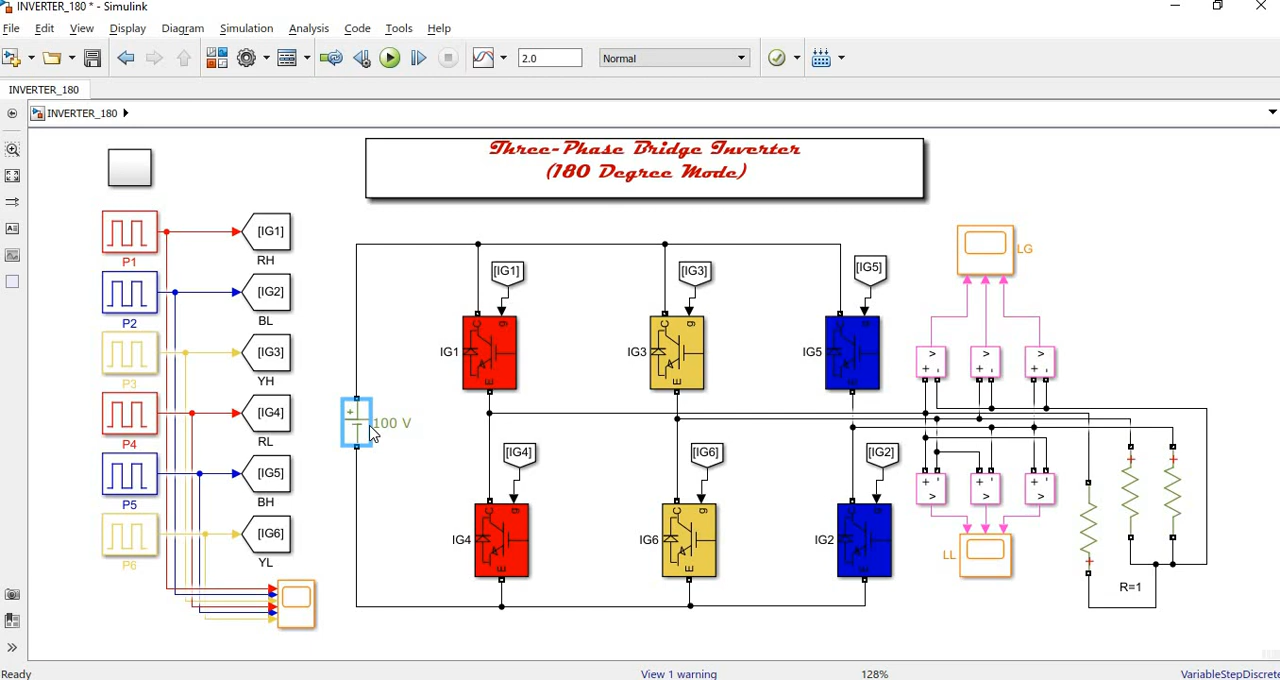 INVERTER_180 * - Simulink
File Edit View Display Diagram Simulation Analysis Code Tools Help
2.0 Normal
INVERTER_180
INVERTER_180
Three-Phase Bridge Inverter
(180 Degree Mode)
P1
[IG1]
RH
P2
[IG2]
BL
P3
[IG3]
YH
P4
[IG4]
RL
P5
[IG5]
BH
P6
[IG6]
YL
+
100 V
[IG1]
C
g
IG1
E
[IG3]
C
g
IG3
E
[IG5]
C
g
IG5
E
[IG4]
C
g
IG4
E
[IG6]
C
g
IG6
E
[IG2]
C
g
IG2
E
LG
+ v -
+ v -
+ v -
+ - v
+ - v
+ - v
LL
+
+
+
R=1
Ready
View 1 warning
128%
VariableStepDiscrete